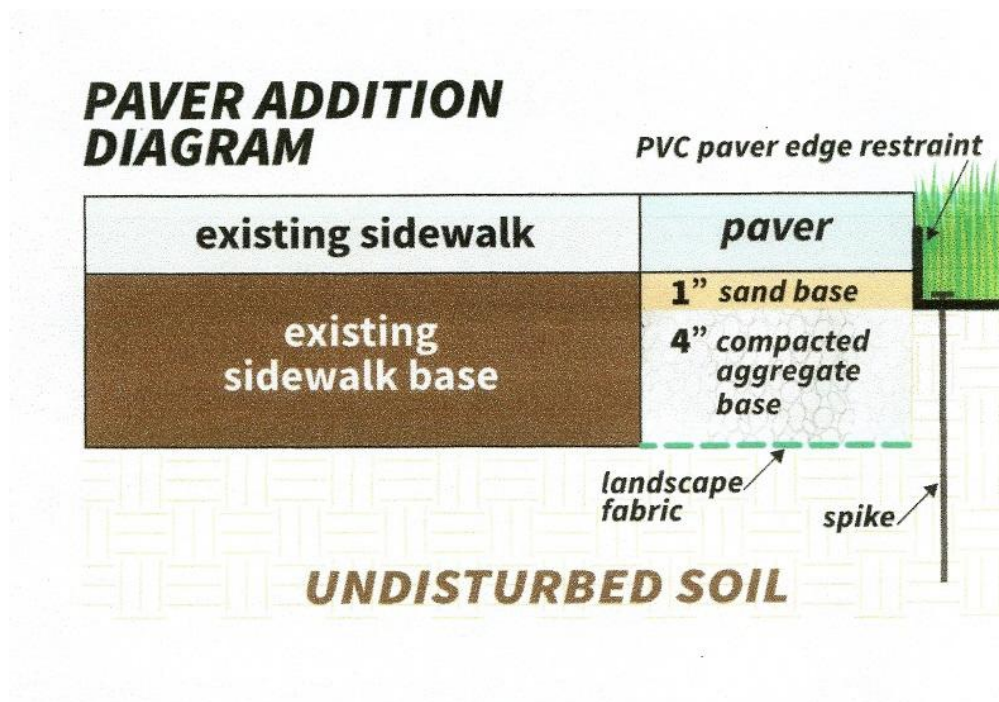 PAVER ADDITION
DIAGRAM
PVC paver edge restraint
existing sidewalk
paver
1” sand base
existing
sidewalk base
4” compacted
aggregate
base
landscape
fabric
spike
UNDISTURBED SOIL